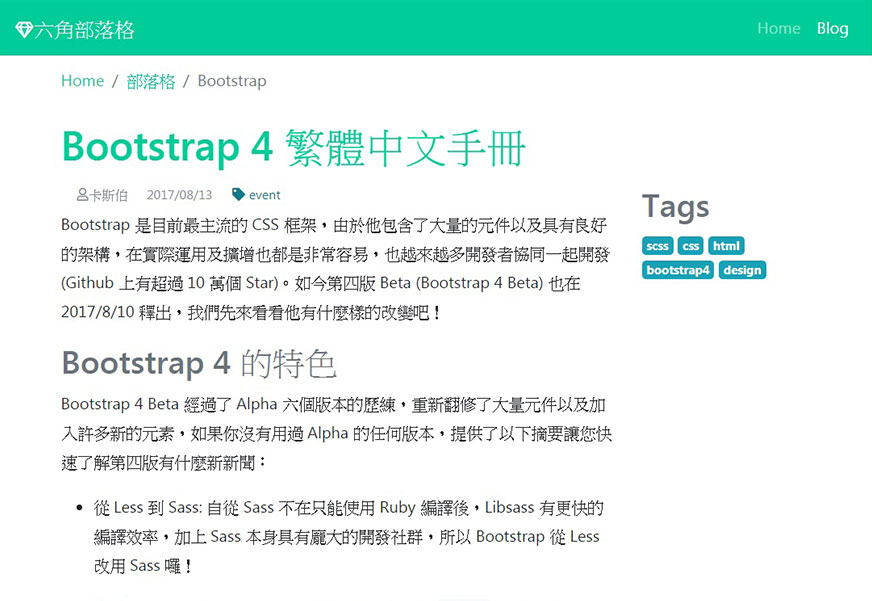 六角部落格
Home Blog
Home / 部落格 / Bootstrap
Bootstrap 4 繁體中文手冊
卡斯伯 2017/08/13 event
Bootstrap 是目前最主流的 CSS 框架，由於他包含了大量的元件以及具有良好
的架構，在實際運用及擴增也都是非常容易，也越來越多開發者協同一起開發
(Github 上有超過 10 萬個 Star)。如今第四版 Beta (Bootstrap 4 Beta) 也在
2017/8/10 釋出，我們先來看看他有什麼樣的改變吧！
Bootstrap 4 的特色
Bootstrap 4 Beta 經過了 Alpha 六個版本的歷練，重新翻修了大量元件以及加
入許多新的元素，如果你沒有用過 Alpha 的任何版本，提供了以下摘要讓您快
速了解第四版有什麼新新聞：
從 Less 到 Sass: 自從 Sass 不在只能使用 Ruby 編譯後，Libsass 有更快的
編譯效率，加上 Sass 本身具有龐大的開發社群，所以 Bootstrap 從 Less
改用 Sass 囉！
Tags
scss css html
bootstrap4 design